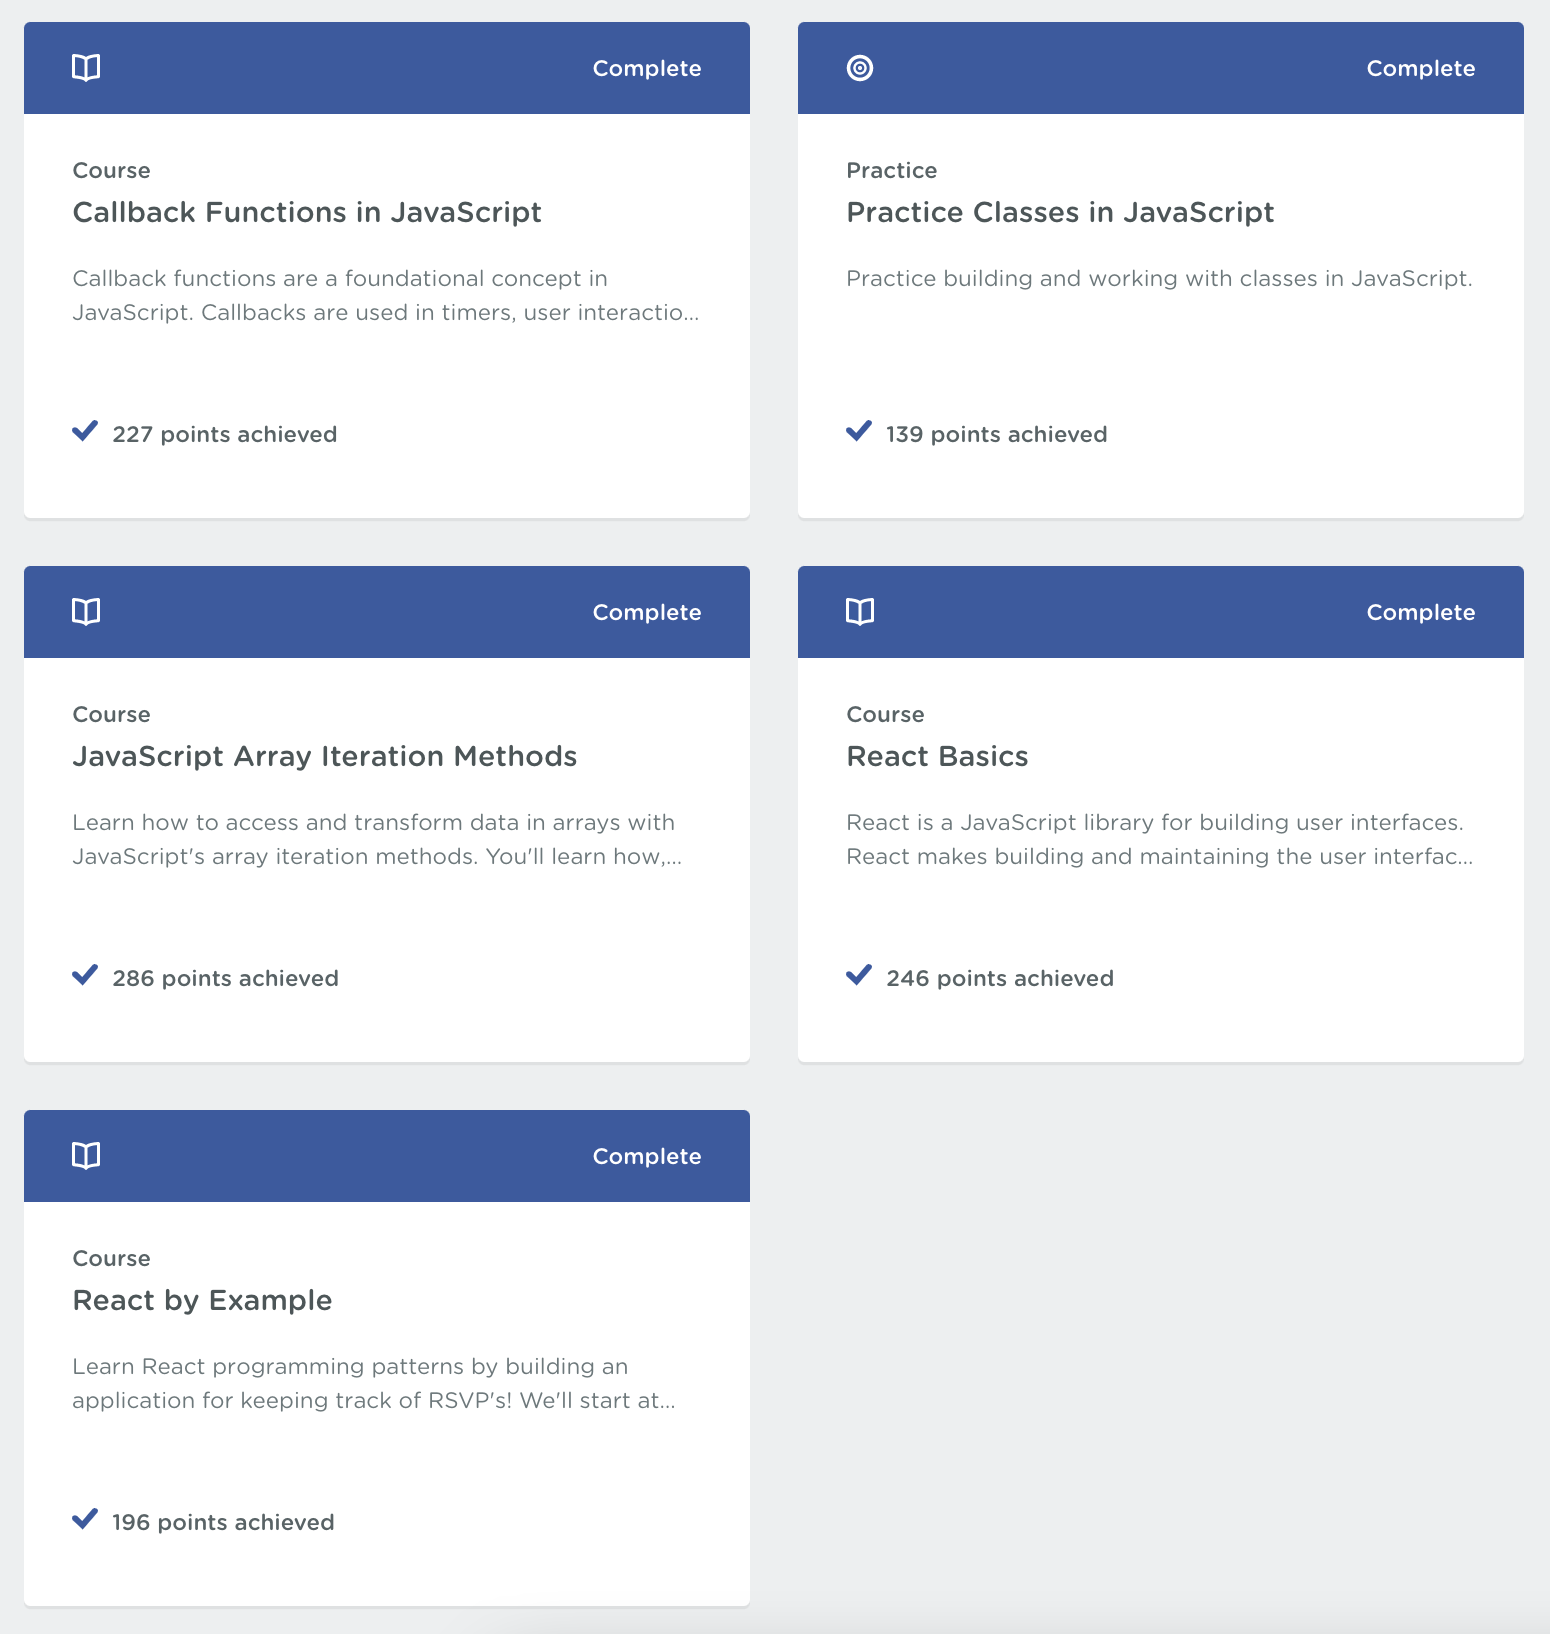 Complete
Course
Callback Functions in JavaScript
Callback functions are a foundational concept in
JavaScript. Callbacks are used in timers, user interactio...
227 points achieved
Complete
Practice
Practice Classes in JavaScript
Practice building and working with classes in JavaScript.
139 points achieved
Complete
Course
JavaScript Array Iteration Methods
Learn how to access and transform data in arrays with
JavaScript's array iteration methods. You'll learn how,...
286 points achieved
Complete
Course
React Basics
React is a JavaScript library for building user interfaces.
React makes building and maintaining the user interfac...
246 points achieved
Complete
Course
React by Example
Learn React programming patterns by building an
application for keeping track of RSVP's! We'll start at...
196 points achieved